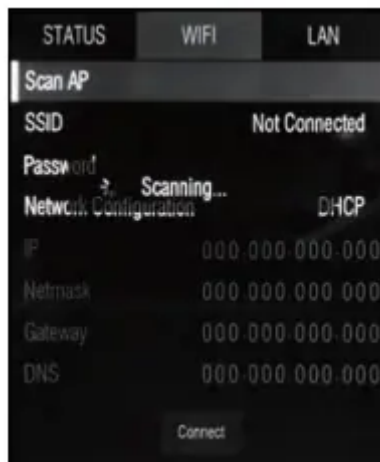 STATUS WIFI LAN
Scan AP
SSID Not Connected
Password
Scanning...
Network Configuration DHCP
IP 000.000.000.000
Netmask 000.000.000.000
Gateway 000.000.000.000
DNS 000.000.000.000
Connect